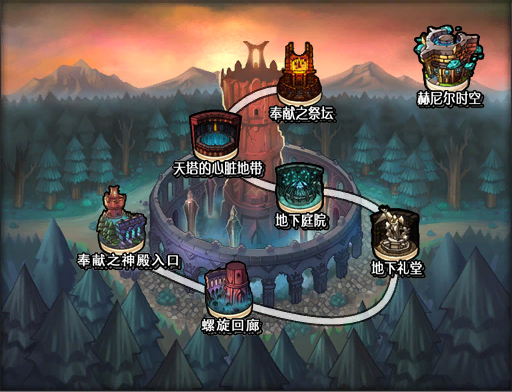 赫尼尔时空
奉献之祭坛
天塔的心脏地带
地下庭院
奉献之神殿入口
地下礼堂
螺旋回廊